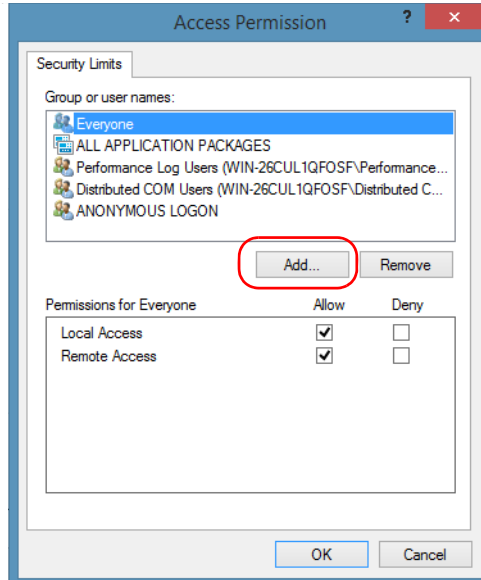 Access Permission
?
Security Limits
Group or user names:
Everyone
ALL APPLICATION PACKAGES
Performance Log Users (WIN-26CUL1QFOSF\Performance...
Distributed COM Users (WIN-26CUL1QFOSF\Distributed C...
ANONYMOUS LOGON
Add... Remove
Permissions for Everyone Allow Deny
Local Access
Remote Access
OK Cancel